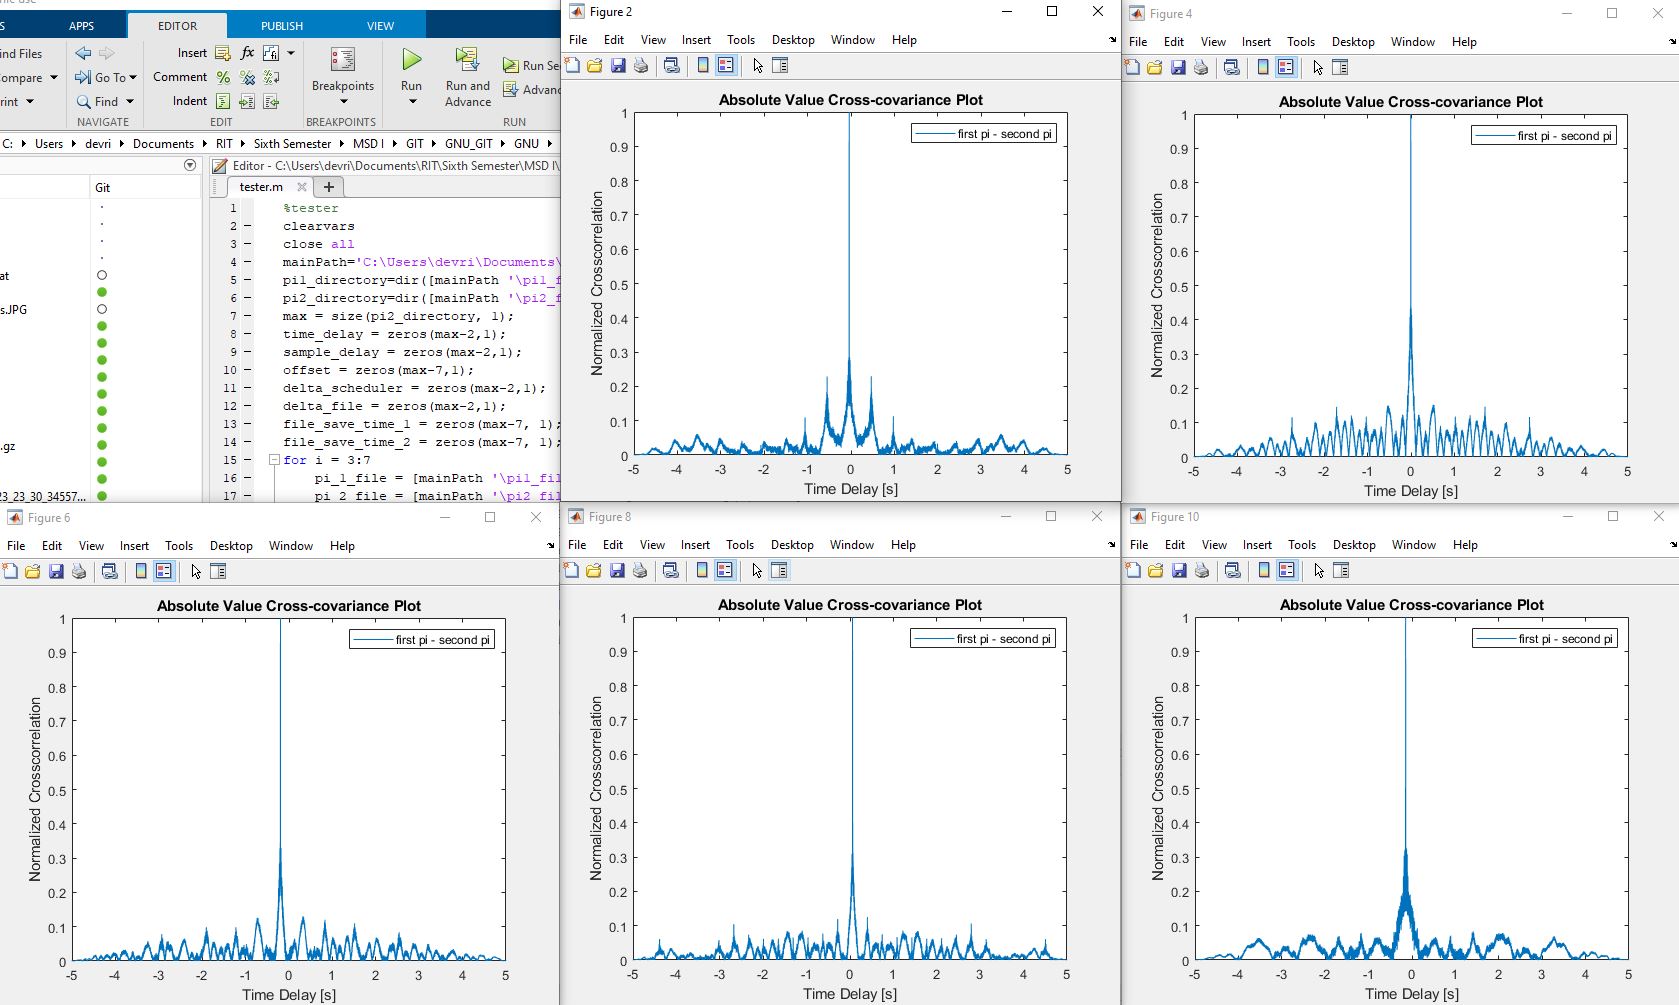 APPS EDITOR PUBLISH VIEW
ind Files Insert fx
ompare Go To Comment % Breakpoints Run Run and Advance Run Se
rint Find Indent Advanc
NAVIGATE EDIT BREAKPOINTS RUN
C: Users devri Documents RIT Sixth Semester MSD I GIT GNU_GIT GNU
Editor - C:\Users\devri\Documents\RIT\Sixth Semester\MSD I\
Git
tester.m +
at
s.JPG
.gz
23_23_30_34557...
1 %tester
2 clearvars
3 close all
4 mainPath='C:\Users\devri\Documents\
5 pi1_directory=dir([mainPath '\pi1_f
6 pi2_directory=dir([mainPath '\pi2_f
7 max = size(pi2_directory, 1);
8 time_delay = zeros(max-2,1);
9 sample_delay = zeros(max-2,1);
10 offset = zeros(max-7,1);
11 delta_scheduler = zeros(max-2,1);
12 delta_file = zeros(max-2,1);
13 file_save_time_1 = zeros(max-7, 1);
14 file_save_time_2 = zeros(max-7, 1);
15 for i = 3:7
16 pi_1_file = [mainPath '\pi1_fil
17 pi_2_file = [mainPath '\pi2_fil
Figure 2
File Edit View Insert Tools Desktop Window Help
Absolute Value Cross-covariance Plot
first pi - second pi
Normalized Crosscorrelation
1
0.9
0.8
0.7
0.6
0.5
0.4
0.3
0.2
0.1
0
-5 -4 -3 -2 -1 0 1 2 3 4 5
Time Delay [s]
Figure 4
File Edit View Insert Tools Desktop Window Help
Absolute Value Cross-covariance Plot
first pi - second pi
Normalized Crosscorrelation
1
0.9
0.8
0.7
0.6
0.5
0.4
0.3
0.2
0.1
0
-5 -4 -3 -2 -1 0 1 2 3 4 5
Time Delay [s]
Figure 6
File Edit View Insert Tools Desktop Window Help
Absolute Value Cross-covariance Plot
first pi - second pi
Normalized Crosscorrelation
1
0.9
0.8
0.7
0.6
0.5
0.4
0.3
0.2
0.1
0
-5 -4 -3 -2 -1 0 1 2 3 4 5
Time Delay [s]
Figure 8
File Edit View Insert Tools Desktop Window Help
Absolute Value Cross-covariance Plot
first pi - second pi
Normalized Crosscorrelation
1
0.9
0.8
0.7
0.6
0.5
0.4
0.3
0.2
0.1
0
-5 -4 -3 -2 -1 0 1 2 3 4 5
Time Delay [s]
Figure 10
File Edit View Insert Tools Desktop Window Help
Absolute Value Cross-covariance Plot
first pi - second pi
Normalized Crosscorrelation
1
0.9
0.8
0.7
0.6
0.5
0.4
0.3
0.2
0.1
0
-5 -4 -3 -2 -1 0 1 2 3 4 5
Time Delay [s]